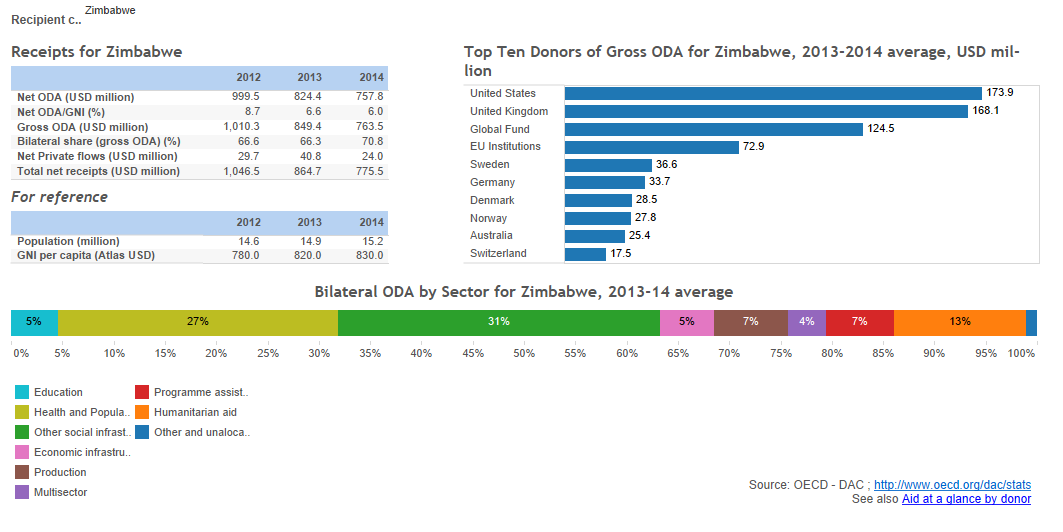 Recipient c.. Zimbabwe
Receipts for Zimbabwe
2012 2013 2014
Net ODA (USD million) 999.5 824.4 757.8
Net ODA/GNI (%) 8.7 6.6 6.0
Gross ODA (USD million) 1,010.3 849.4 763.5
Bilateral share (gross ODA) (%) 66.6 66.3 70.8
Net Private flows (USD million) 29.7 40.8 24.0
Total net receipts (USD million) 1,046.5 864.7 775.5
For reference
2012 2013 2014
Population (million) 14.6 14.9 15.2
GNI per capita (Atlas USD) 780.0 820.0 830.0
Top Ten Donors of Gross ODA for Zimbabwe, 2013-2014 average, USD mil-
lion
United States 173.9
United Kingdom 168.1
Global Fund 124.5
EU Institutions 72.9
Sweden 36.6
Germany 33.7
Denmark 28.5
Norway 27.8
Australia 25.4
Switzerland 17.5
Bilateral ODA by Sector for Zimbabwe, 2013-14 average
5% 27% 31% 5% 7% 4% 7% 13%
0% 5% 10% 15% 20% 25% 30% 35% 40% 45% 50% 55% 60% 65% 70% 75% 80% 85% 90% 95% 100%
Education
Health and Popula..
Other social infrast..
Economic infrastru..
Production
Multisector
Programme assist..
Humanitarian aid
Other and unaloca..
Source: OECD - DAC ; http://www.oecd.org/dac/stats
See also Aid at a glance by donor